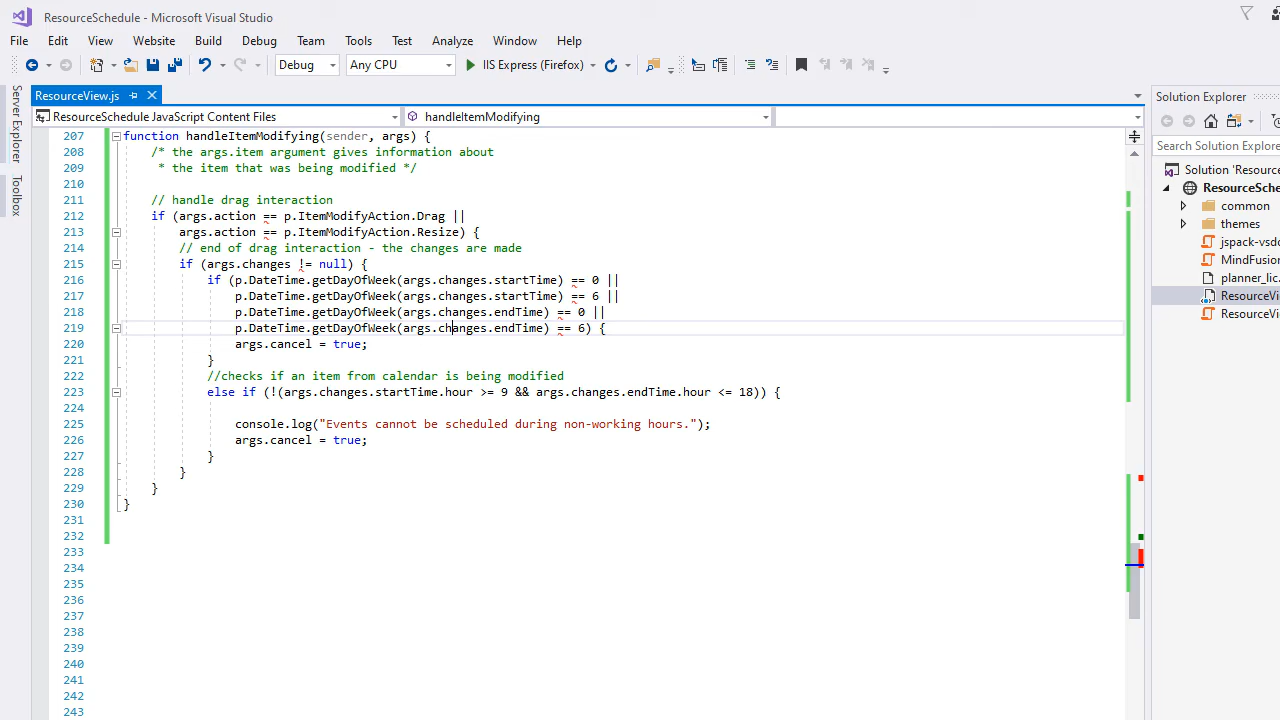 ResourceSchedule - Microsoft Visual Studio
File Edit View Website Build Debug Team Tools Test Analyze Window Help
Debug Any CPU IIS Express (Firefox)
Server Explorer
Toolbox
ResourceView.js
ResourceSchedule JavaScript Content Files handleItemModifying
207 function handleItemModifying(sender, args) {
208 /* the args.item argument gives information about
209 * the item that was being modified */
210
211 // handle drag interaction
212 if (args.action == p.ItemModifyAction.Drag ||
213 args.action == p.ItemModifyAction.Resize) {
214 // end of drag interaction - the changes are made
215 if (args.changes != null) {
216 if (p.DateTime.getDayOfWeek(args.changes.startTime) == 0 ||
217 p.DateTime.getDayOfWeek(args.changes.startTime) == 6 ||
218 p.DateTime.getDayOfWeek(args.changes.endTime) == 0 ||
219 p.DateTime.getDayOfWeek(args.changes.endTime) == 6) {
220 args.cancel = true;
221 }
222 //checks if an item from calendar is being modified
223 else if (!(args.changes.startTime.hour >= 9 && args.changes.endTime.hour <= 18)) {
224
225 console.log("Events cannot be scheduled during non-working hours.");
226 args.cancel = true;
227 }
228 }
229 }
230 }
231
232
233
234
235
236
237
238
239
240
241
242
243
Solution Explorer
Search Solution Explore
Solution 'Resourc
ResourceSche
common
themes
jspack-vsdo
MindFusion
planner_lic.
ResourceVie
ResourceVie